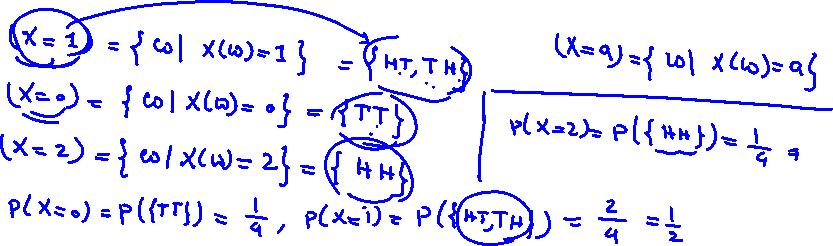 (X=1) = {ω| X(ω)=1} = {HT, TH}
(X=a)={ω| X(ω)=a}
(X=0) = {ω| X(ω)=0} = {TT}
P(X=2)= P({HH})= 1/4,
(X=2) = {ω| X(ω)=2} = {HH}
P(X=0)=P({TT}) = 1/4, P(X=1)= P({HT,TH}) = 2/4 = 1/2